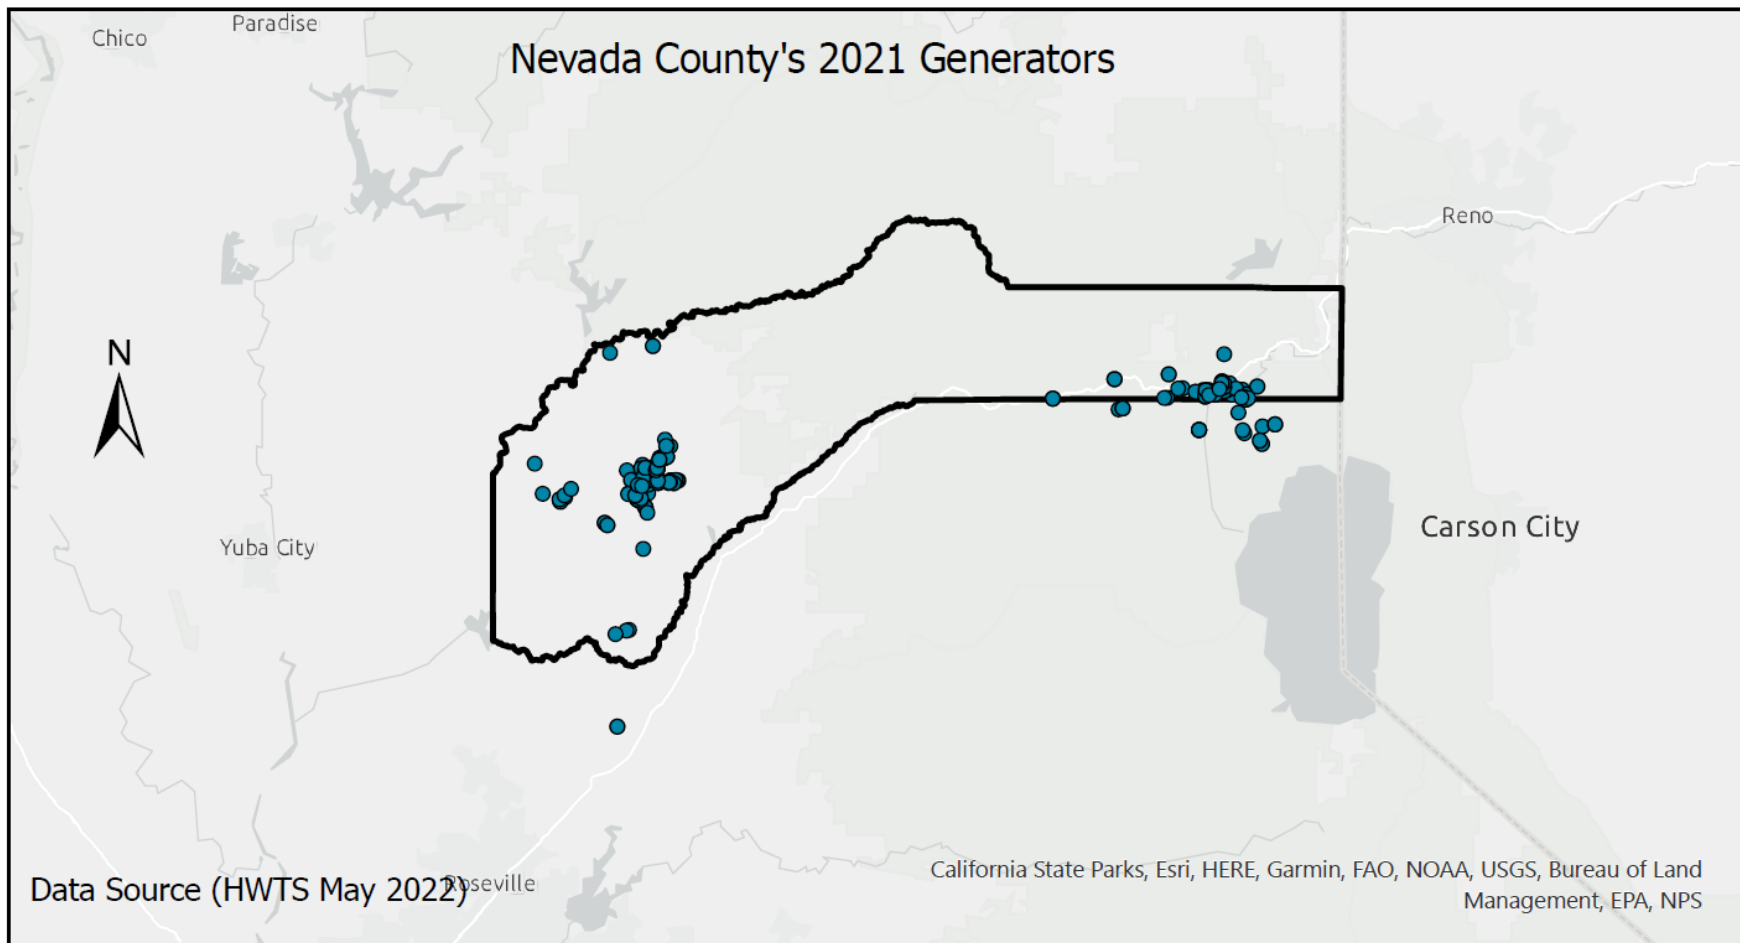 Paradise
Chico
Nevada County's 2021 Generators
Reno
N
Carson City
Yuba City
Roseville
Data Source (HWTS May 2022)
California State Parks, Esri, HERE, Garmin, FAO, NOAA, USGS, Bureau of Land
Management, EPA, NPS